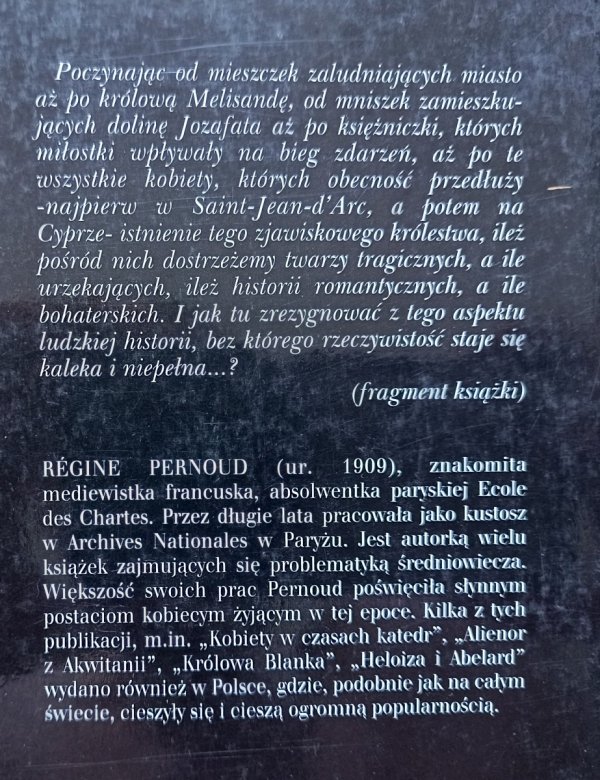 Poczynając od mieszczek zaludniających miasto
aż po królową Melisandę, od mniszek zamieszku-
jących dolinę Jozafata aż po księżniczki, których
miłostki wpływały na bieg zdarzeń, aż po te
wszystkie kobiety, których obecność przedłuży
-najpierw w Saint-Jean-d'Arc, a potem na
Cyprze- istnienie tego zjawiskowego królestwa, ileż
pośród nich dostrzeżemy twarzy tragicznych, a ile
urzekających, ileż historii romantycznych, a ile
bohaterskich. I jak tu zrezygnować z tego aspektu
ludzkiej historii, bez którego rzeczywistość staje się
kaleka i niepełna...?
(fragment książki)
RÉGINE PERNOUD (ur. 1909), znakomita
mediewistka francuska, absolwentka paryskiej Ecole
des Chartes. Przez długie lata pracowała jako kustosz
w Archives Nationales w Paryżu. Jest autorką wielu
książek zajmujących się problematyką średniowiecza.
Większość swoich prac Pernoud poświęciła słynnym
postaciom kobiecym żyjącym w tej epoce. Kilka z tych
publikacji, m.in. „Kobiety w czasach katedr”, „Alienor
z Akwitanii”, „Królowa Blanka”, „Heloiza i Abelard”
wydano również w Polsce, gdzie, podobnie jak na całym
świecie, cieszyły się i cieszą ogromną popularnością.